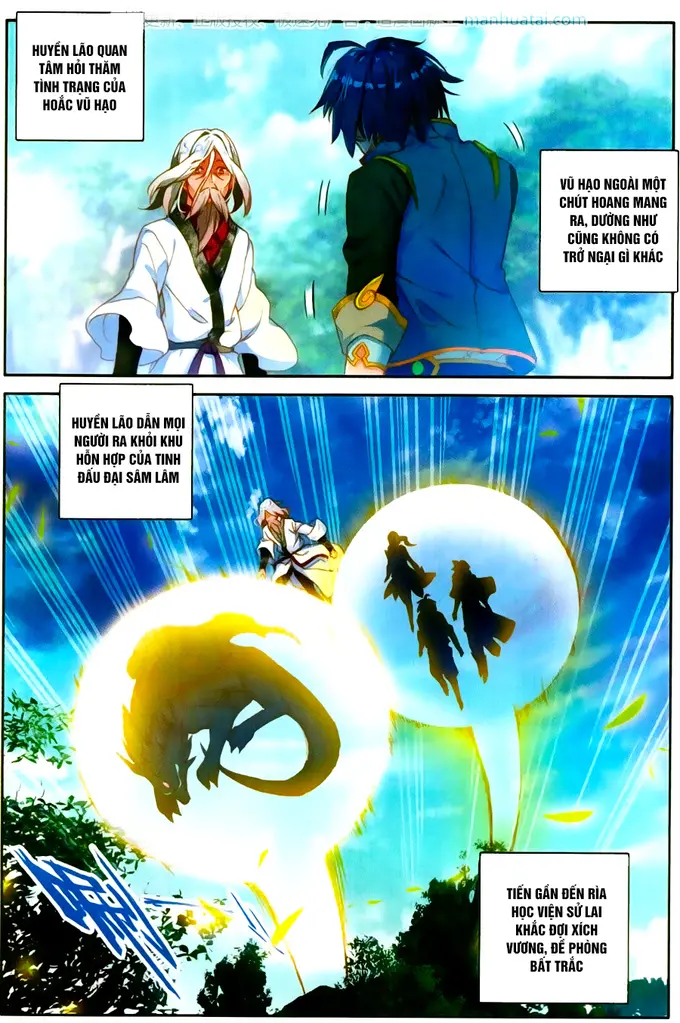 manhuatai.com
HUYỀN LÃO QUAN
TÂM HỎI THĂM
TÌNH TRẠNG CỦA
HOẮC VŨ HẠO
VŨ HẠO NGOÀI MỘT
CHÚT HOANG MANG
RA, DƯỜNG NHƯ
CŨNG KHÔNG CÓ
TRỞ NGẠI GÌ KHÁC
HUYỀN LÃO DẪN MỌI
NGƯỜI RA KHỎI KHU
HỖN HỢP CỦA TINH
ĐẤU ĐẠI SÂM LÂM
TIẾN GẦN ĐẾN RÌA
HỌC VIỆN SỬ LAI
KHẮC ĐỢI XÍCH
VƯƠNG, ĐỀ PHÒNG
BẤT TRẮC